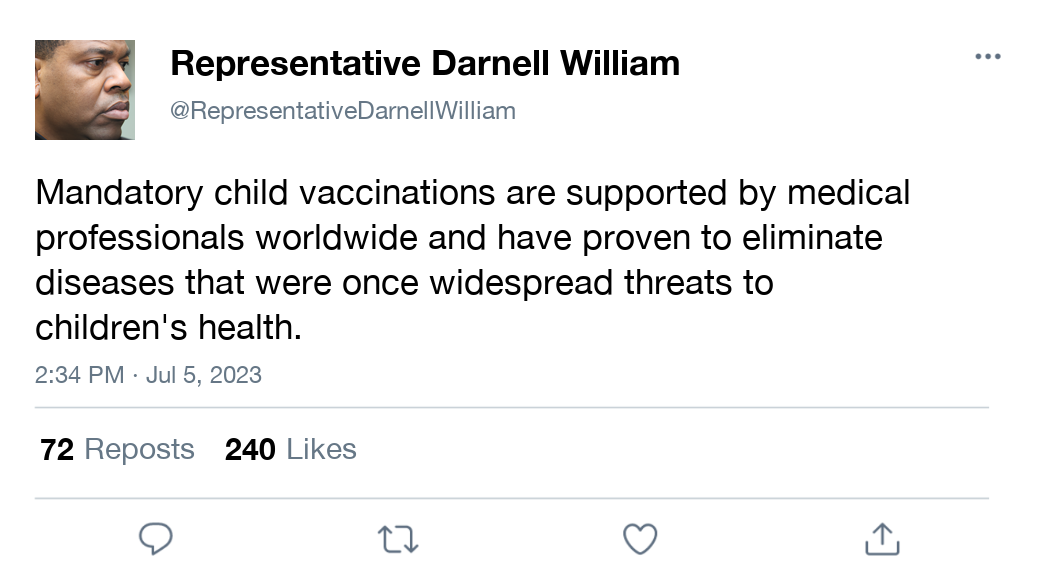 Representative Darnell William
@RepresentativeDarnellWilliam
Mandatory child vaccinations are supported by medical
professionals worldwide and have proven to eliminate
diseases that were once widespread threats to
children's health.
2:34 PM · Jul 5, 2023
72 Reposts 240 Likes